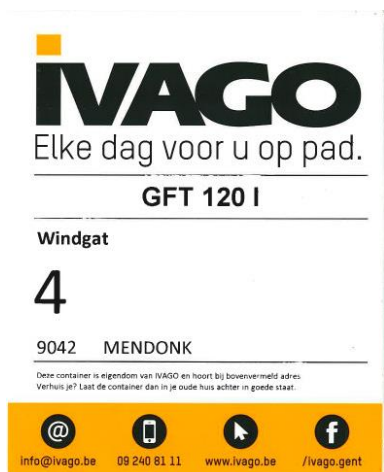 iVAGO
Elke dag voor u op pad.
GFT 120 l
Windgat
4
9042 MENDONK
Deze container is eigendom van IVAGO en hoort bij bovenvermeld adres
Verhuis je? Laat de container dan in je oude huis achter in goede staat.
@ f
info@ivago.be 09 240 81 11 www.ivago.be /ivago.gent